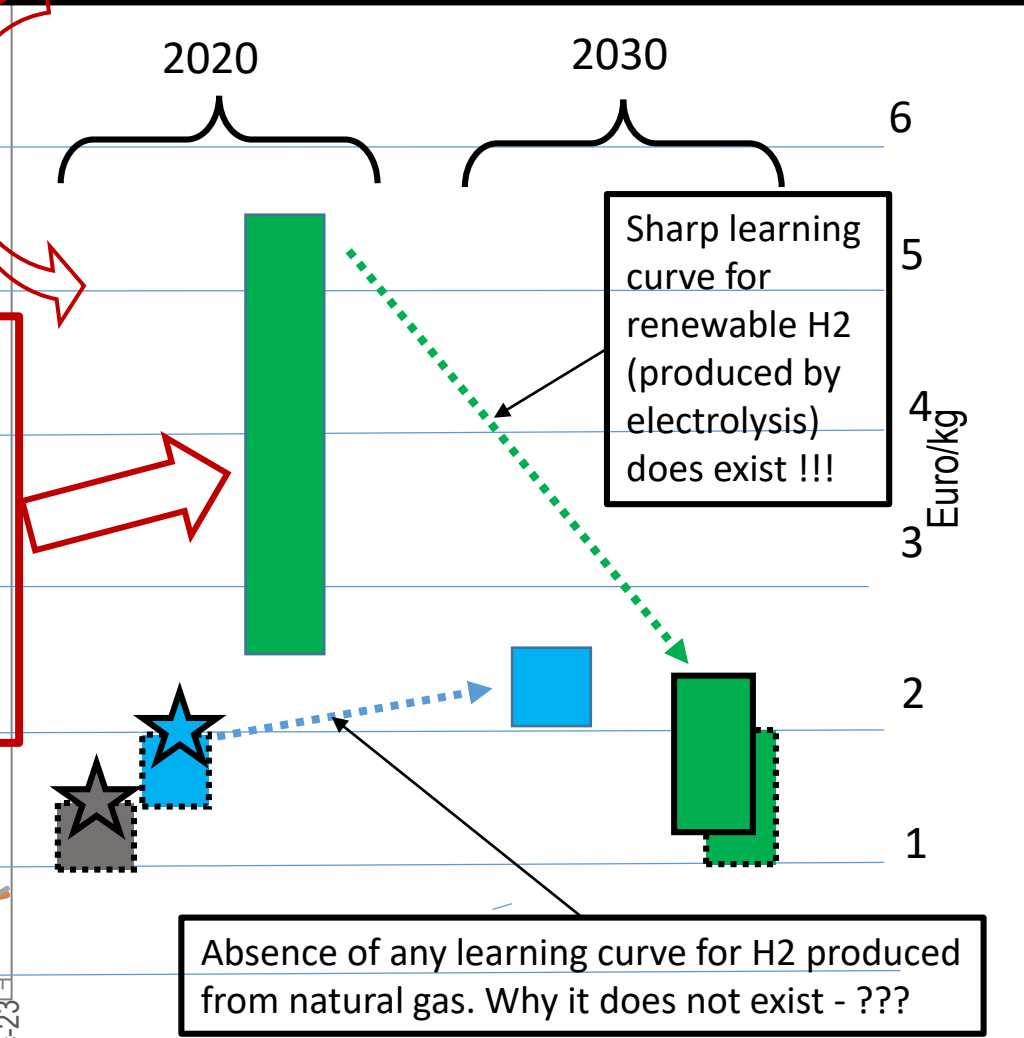 2020
2030
6
5
4
3
2
1
Euro/kg
Sharp learning
curve for
renewable H2
(produced by
electrolysis)
does exist !!!
Absence of any learning curve for H2 produced
from natural gas. Why it does not exist - ???
-23